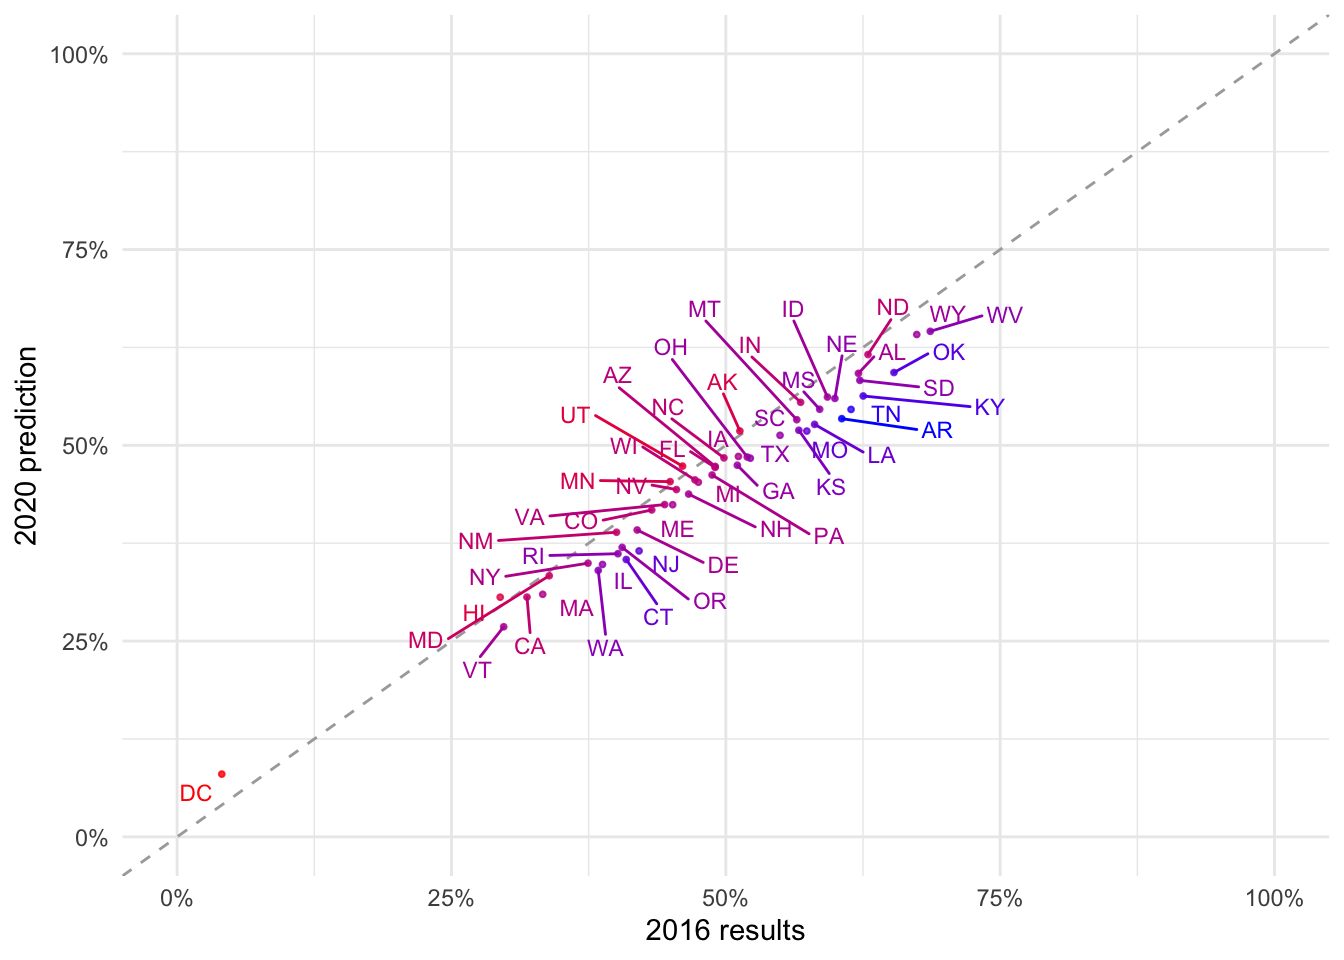 100%
75%
50%
25%
0%
2020 prediction
MT
ID
ND
WY
WV
OH
IN
NE
AL
OK
AZ
AK
MS
SD
UT
NC
SC
TN
KY
WI
FL
IA
TX
MO
LA
AR
MN
NV
MI
GA
KS
VA
CO
ME
NH
PA
NM
RI
NJ
DE
NY
IL
OR
HI
MA
CT
MD
CA
WA
VT
DC
0%
25%
50%
75%
100%
2016 results